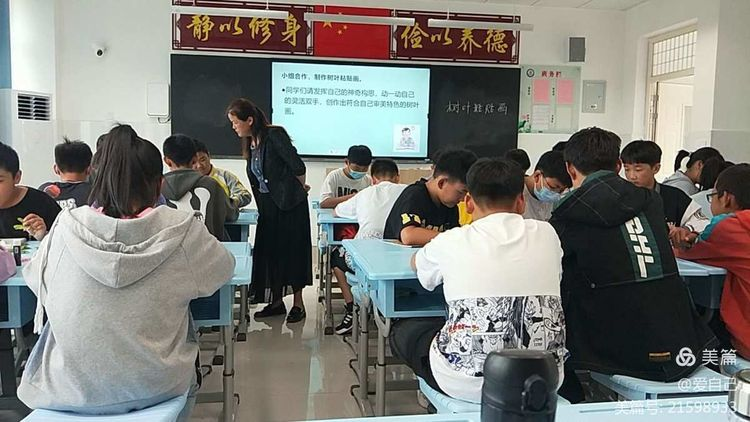 静以修身
俭以养德
小组合作，制作树叶粘贴画。
●同学们请发挥自己的神奇构思，动一动自己
的灵活双手，创作出符合自己审美特色的树叶
画。
树叶粘贴画
美篇
@爱自己
美篇号: 21598933